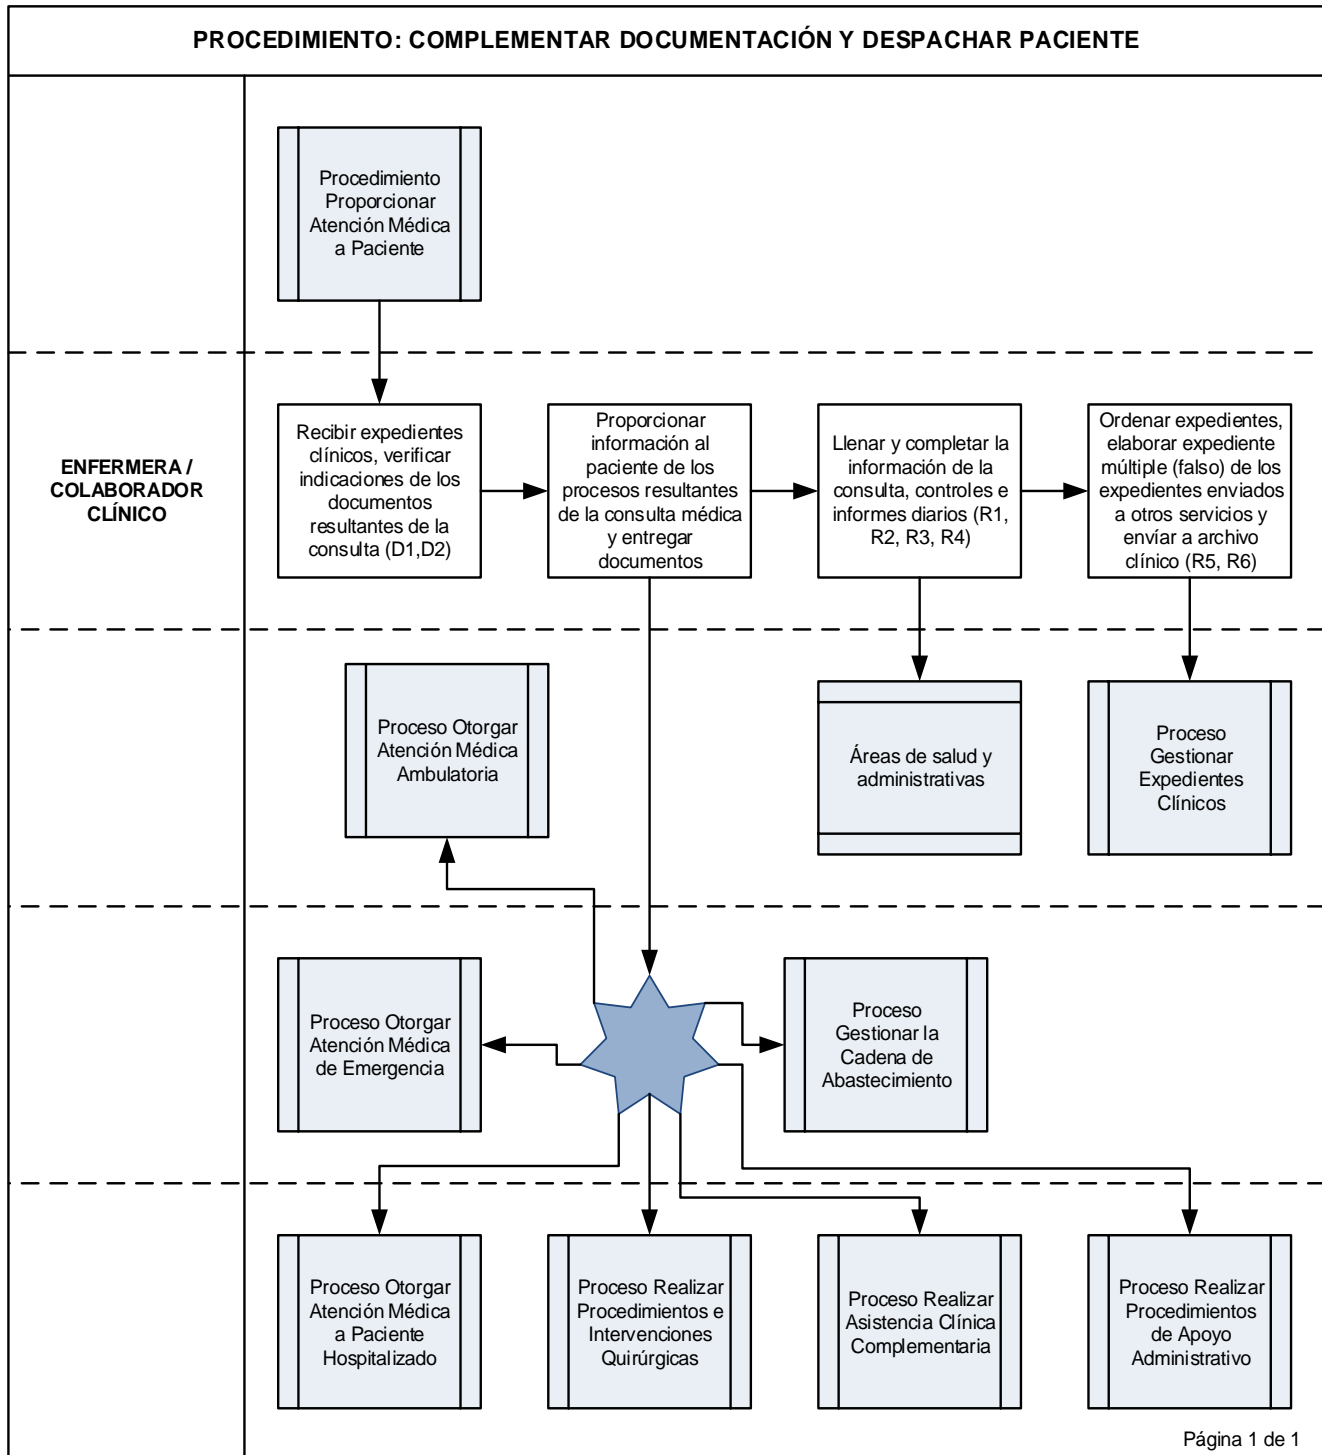 PROCEDIMIENTO: COMPLEMENTAR DOCUMENTACIÓN Y DESPACHAR PACIENTE
Procedimiento
Proporcionar
Atención Médica
a Paciente
ENFERMERA /
COLABORADOR
CLÍNICO
Recibir expedientes
clínicos, verificar
indicaciones de los
documentos
resultantes de la
consulta (D1,D2)
Proporcionar
información al
paciente de los
procesos resultantes
de la consulta médica
y entregar
documentos
Llenar y completar la
información de la
consulta, controles e
informes diarios (R1,
R2, R3, R4)
Ordenar expedientes,
elaborar expediente
múltiple (falso) de los
expedientes enviados
a otros servicios y
envíar a archivo
clínico (R5, R6)
Proceso Otorgar
Atención Médica
Ambulatoria
Áreas de salud y
administrativas
Proceso
Gestionar
Expedientes
Clínicos
Proceso Otorgar
Atención Médica
de Emergencia
Proceso
Gestionar la
Cadena de
Abastecimiento
Proceso Otorgar
Atención Médica
a Paciente
Hospitalizado
Proceso Realizar
Procedimientos e
Intervenciones
Quirúrgicas
Proceso Realizar
Asistencia Clínica
Complementaria
Proceso Realizar
Procedimientos
de Apoyo
Administrativo
Página 1 de 1